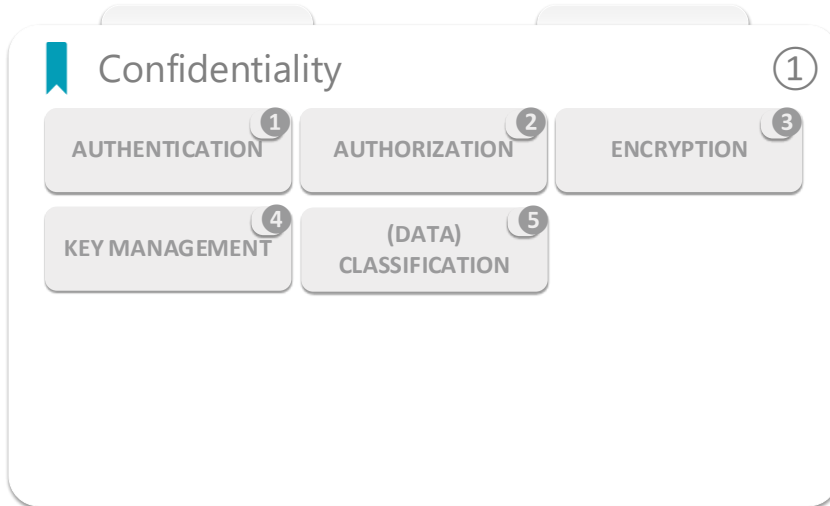 Confidentiality ①
AUTHENTICATION 1
AUTHORIZATION 2
ENCRYPTION 3
KEY MANAGEMENT 4
(DATA) 5
CLASSIFICATION